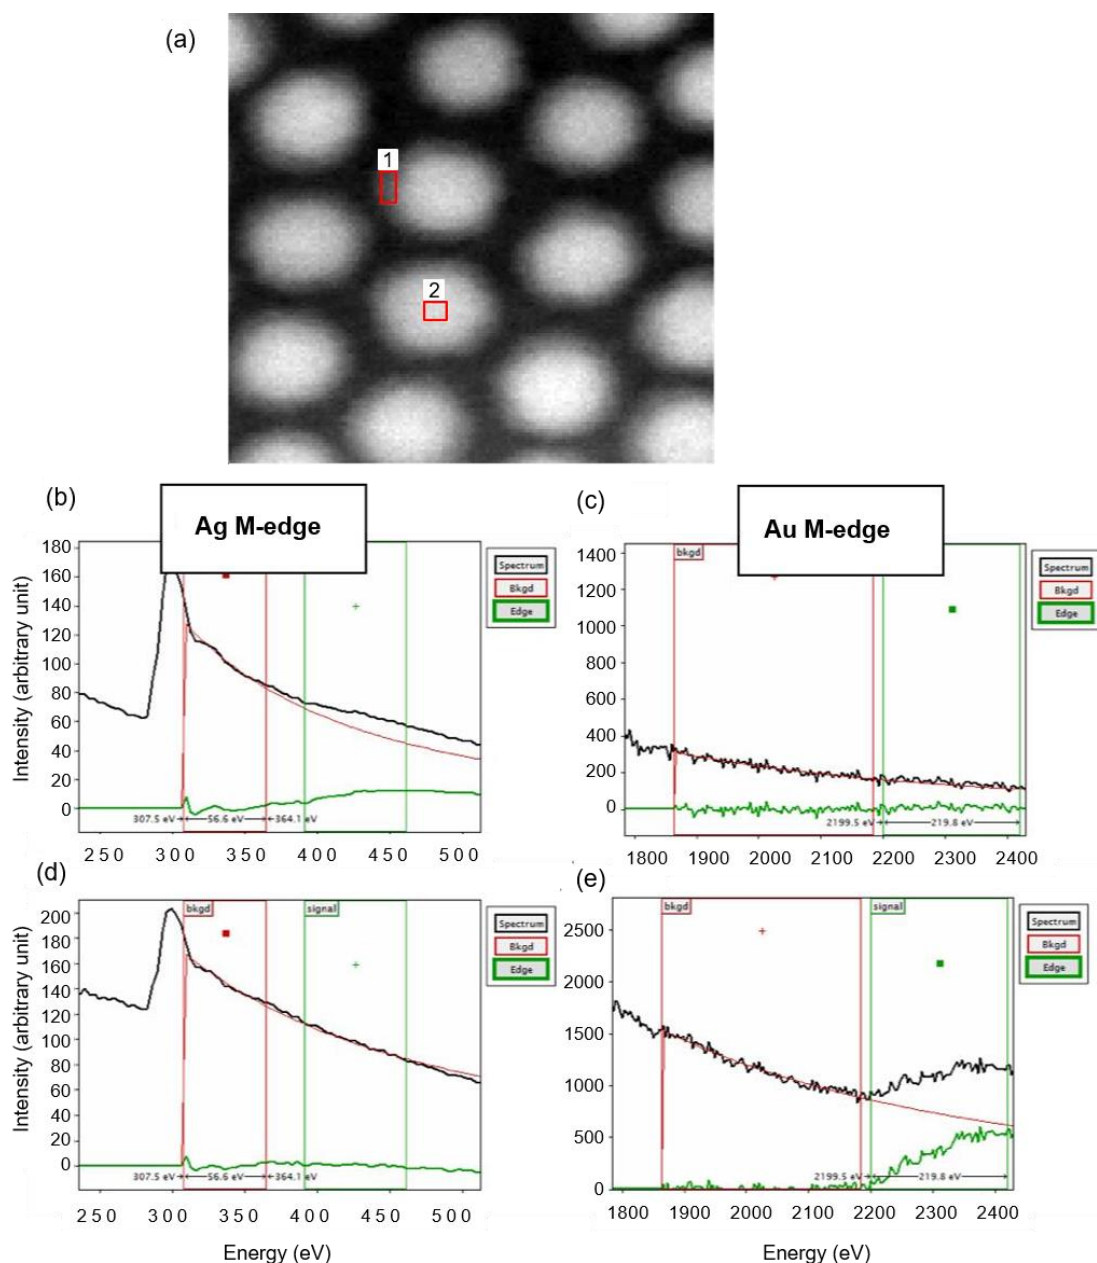 (a)
1
2
(b)
Ag M-edge
180
160
140
120
100
80
60
40
20
0
Intensity (arbitrary unit)
307.5 eV
56.6 eV
364.1 eV
250 300 350 400 450 500
Spectrum
Bkgd
Edge
(c)
Au M-edge
bkgd
1400
1200
1000
800
600
400
200
0
2199.5 eV
219.8 eV
1800 1900 2000 2100 2200 2300 2400
Spectrum
Bkgd
Edge
(d)
bkgd
signal
200
180
160
140
120
100
80
60
40
20
0
Intensity (arbitrary unit)
307.5 eV
56.6 eV
364.1 eV
250 300 350 400 450 500
Energy (eV)
Spectrum
Bkgd
Edge
(e)
bkgd
signal
2500
2000
1500
1000
500
0
2199.5 eV
219.8 eV
1800 1900 2000 2100 2200 2300 2400
Energy (eV)
Spectrum
Bkgd
Edge